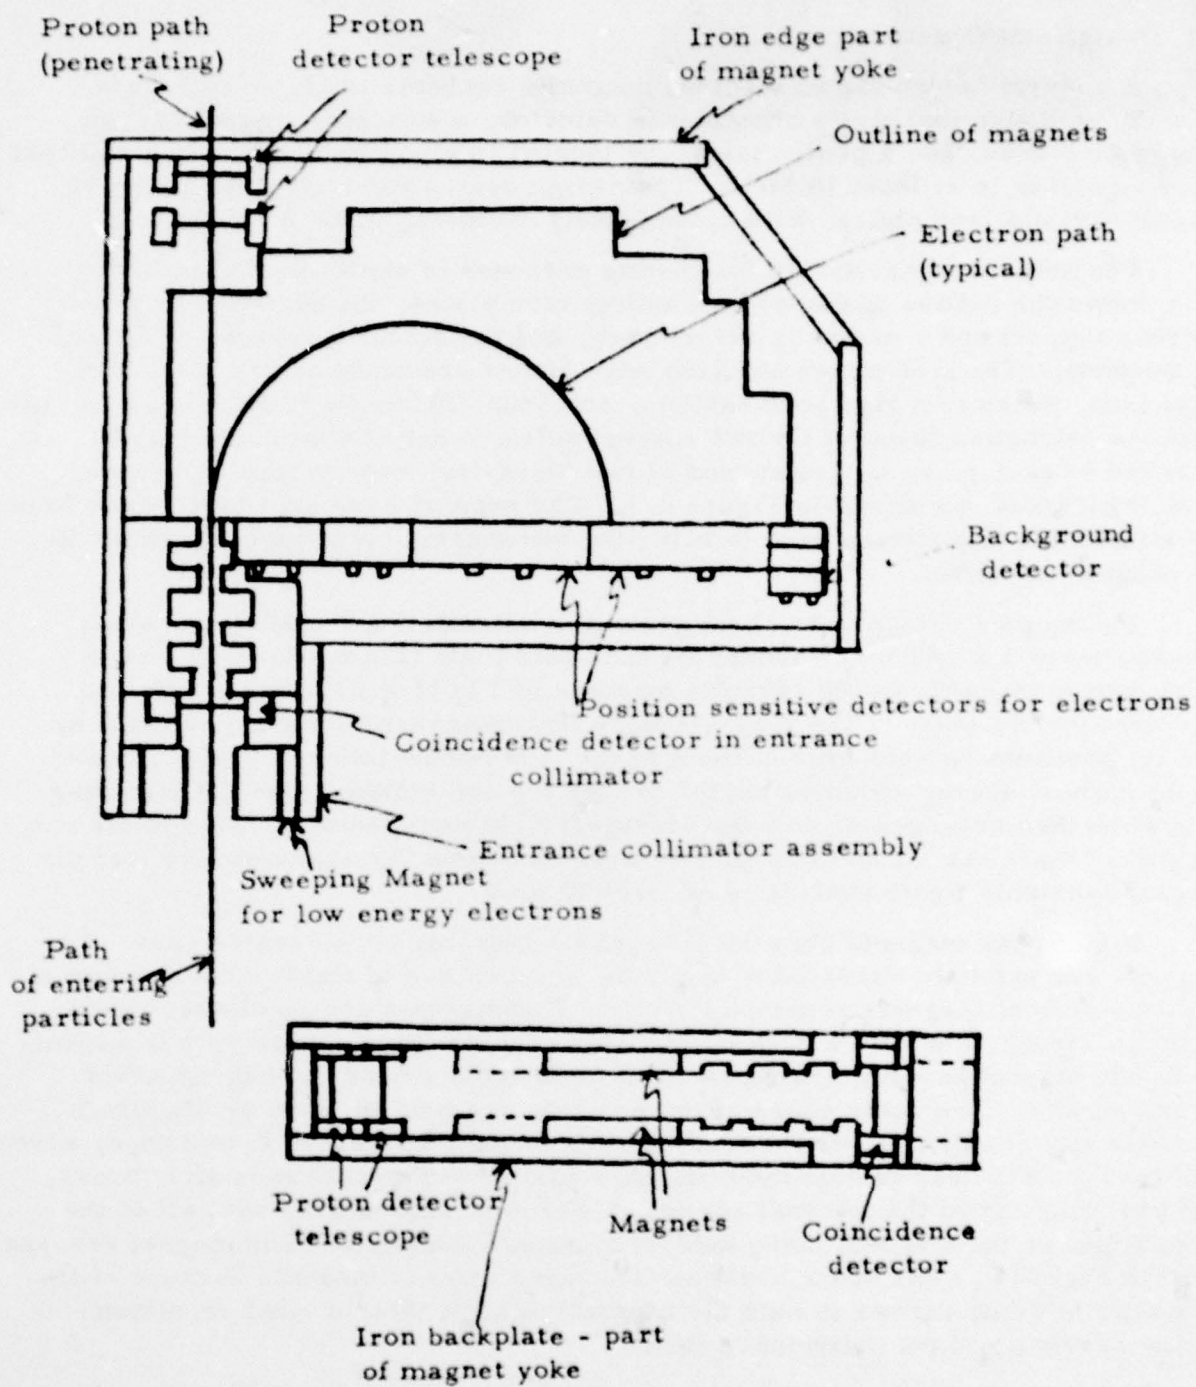 Proton path
(penetrating)
Proton
detector telescope
Iron edge part
of magnet yoke
Outline of magnets
Electron path
(typical)
Background
detector
Position sensitive detectors for electrons
Coincidence detector in entrance
collimator
Entrance collimator assembly
Sweeping Magnet
for low energy electrons
Path
of entering
particles
Proton detector
telescope
Magnets
Coincidence
detector
Iron backplate - part
of magnet yoke